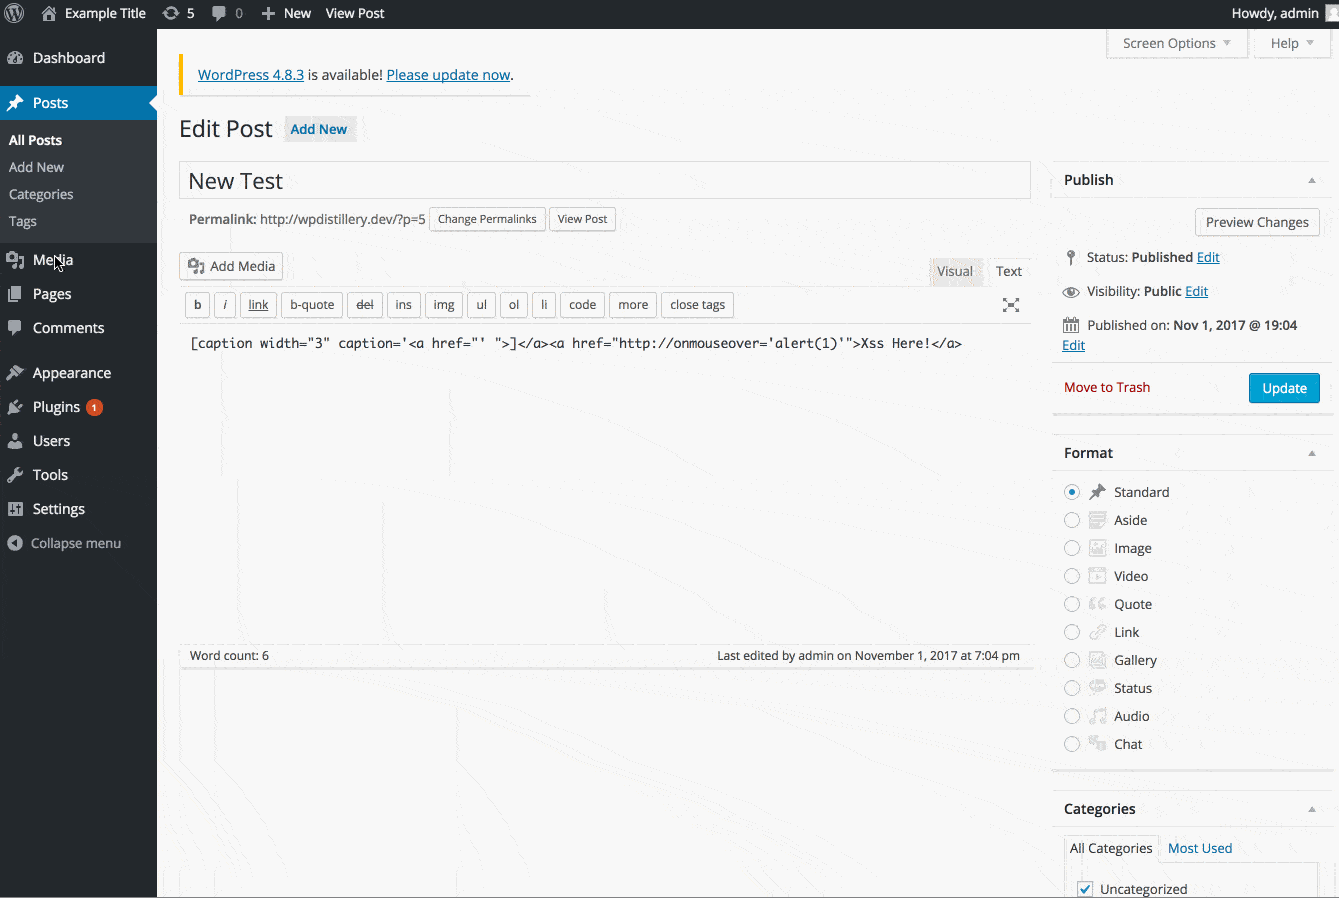 Example Title 5 0 New View Post Howdy, admin
Screen Options Help
Dashboard
Posts
All Posts
Add New
Categories
Tags
Media
Pages
Comments
Appearance
Plugins 1
Users
Tools
Settings
Collapse menu
WordPress 4.8.3 is available! Please update now.
Edit Post Add New
New Test
Permalink: http://wpdistillery.dev/?p=5 Change Permalinks View Post
Add Media Visual Text
b i link b-quote del ins img ul ol li code more close tags
[caption width="3" caption='<a href="' ">]</a><a href="http://onmouseover='alert(1)'">Xss Here!</a>
Word count: 6 Last edited by admin on November 1, 2017 at 7:04 pm
Publish
Preview Changes
Status: Published Edit
Visibility: Public Edit
Published on: Nov 1, 2017 @ 19:04
Edit
Move to Trash Update
Format
Standard
Aside
Image
Video
Quote
Link
Gallery
Status
Audio
Chat
Categories
All Categories Most Used
Uncategorized